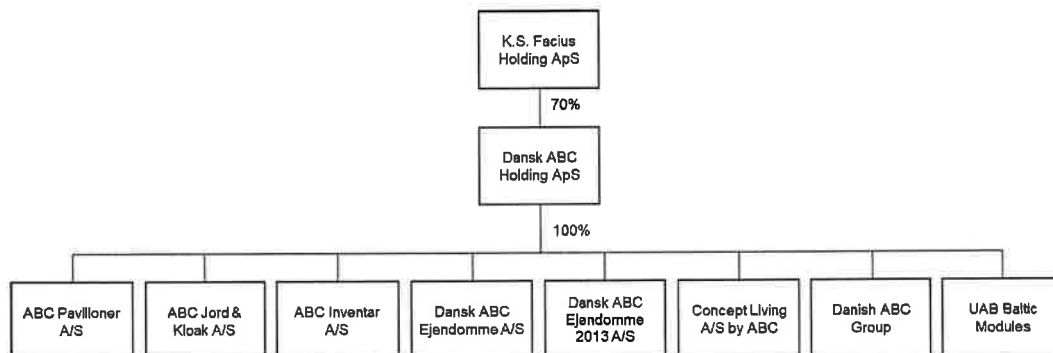 K.S. Facius
Holding ApS
70%
Dansk ABC
Holding ApS
100%
ABC Pavilloner
A/S
ABC Jord &
Kloak A/S
ABC Inventar
A/S
Dansk ABC
Ejendomme A/S
Dansk ABC
Ejendomme
2013 A/S
Concept Living
A/S by ABC
Danish ABC
Group
UAB Baltic
Modules